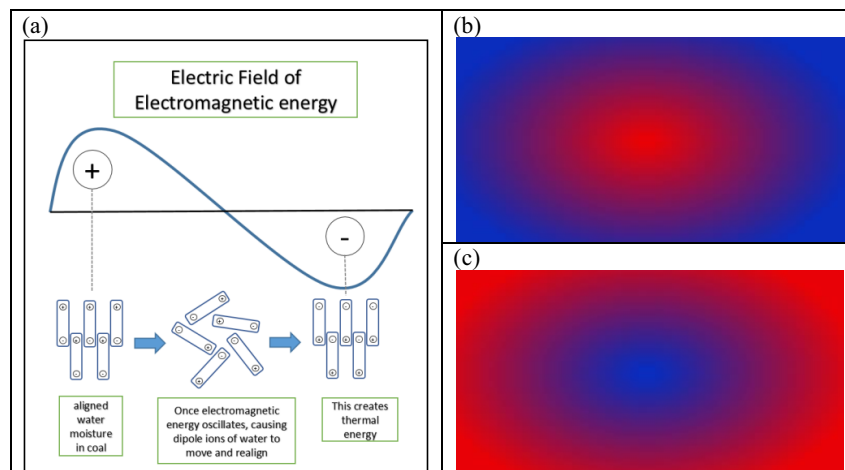 (a)
Electric Field of
Electromagnetic energy
+
-
aligned
water
moisture
in coal
Once electromagnetic
energy oscillates, causing
dipole ions of water to
move and realign
This creates
thermal
energy
(b)
(c)